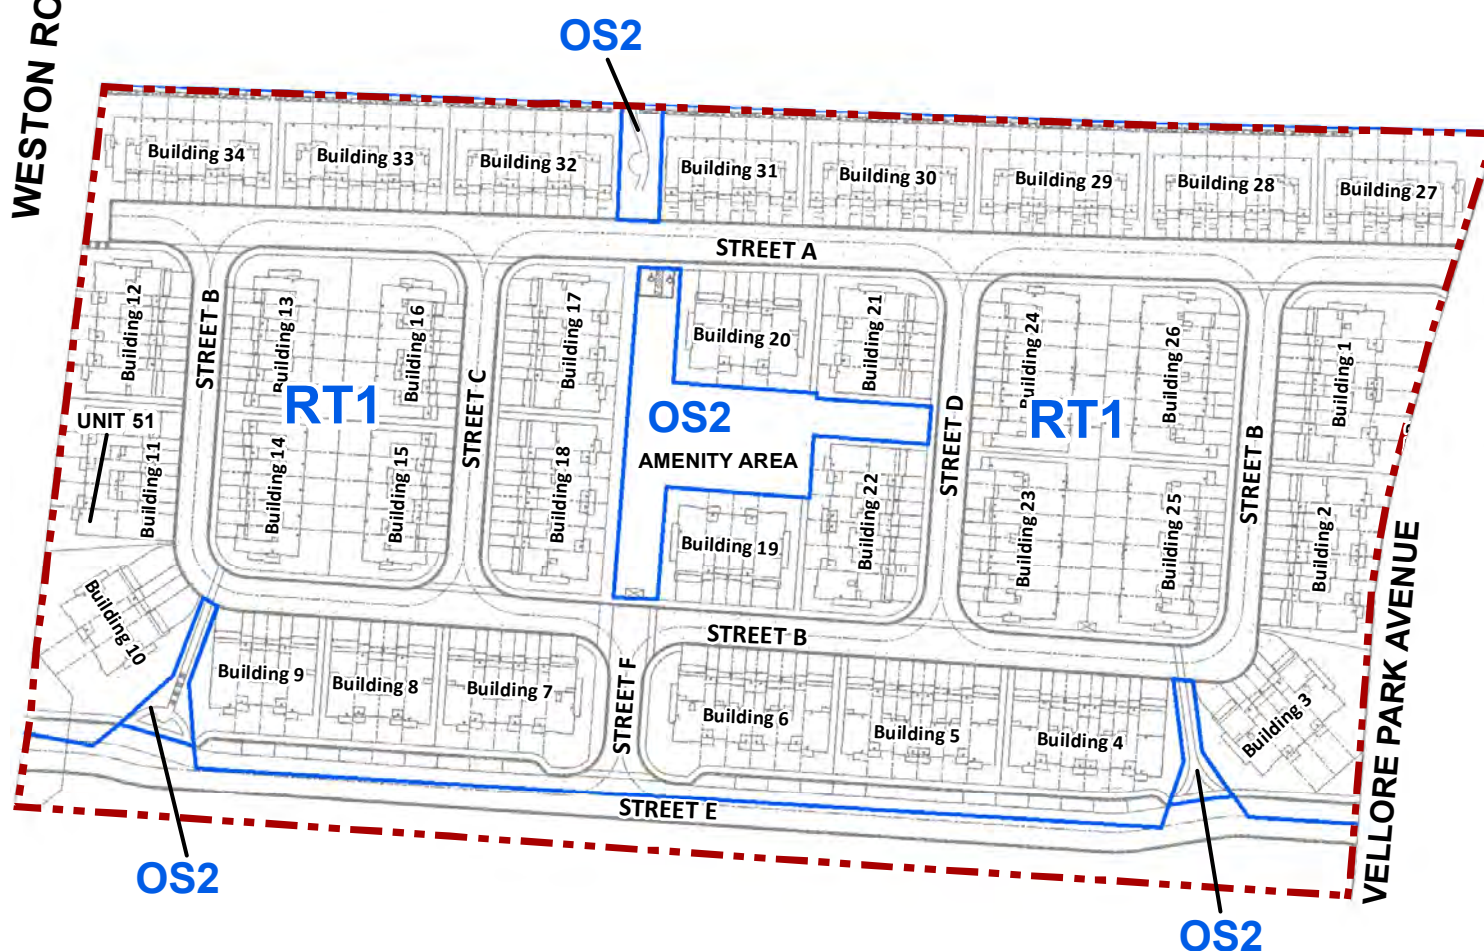 WESTON RO
OS2
Building 34
Building 33
Building 32
Building 31
Building 30
Building 29
Building 28
Building 27
STREET A
Building 12
STREET B
Building 13
Building 16
Building 17
Building 20
Building 21
Building 24
Building 26
Building 1
RT1
STREET C
OS2
AMENITY AREA
STREET D
RT1
STREET B
UNIT 51
Building 11
Building 14
Building 15
Building 18
Building 19
Building 22
Building 23
Building 25
Building 2
VELLORE PARK AVENUE
Building 10
STREET B
Building 9
Building 8
Building 7
STREET F
Building 6
Building 5
Building 4
Building 3
STREET E
OS2
OS2